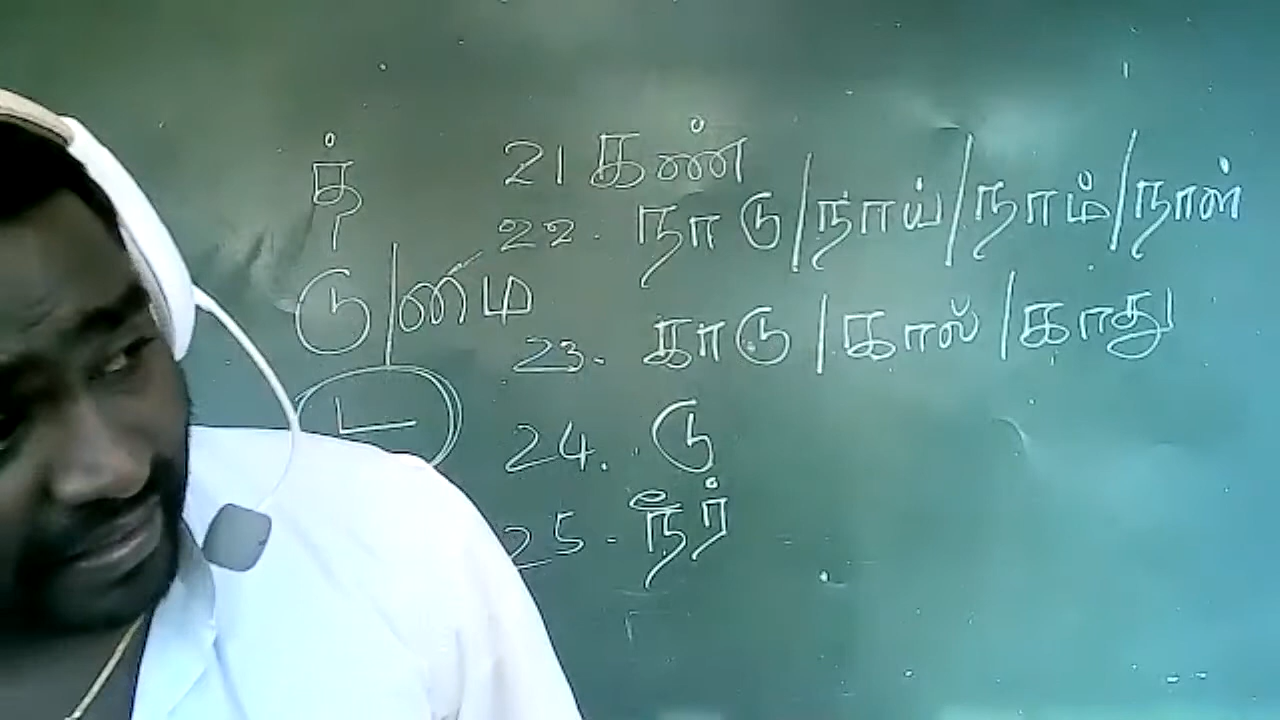 த்
டு/மை
ட
21 கண்
22. நாடு/நாய்/நாம்/நான்
23. காடு/கால்/காது
24. டு
25. நீர்